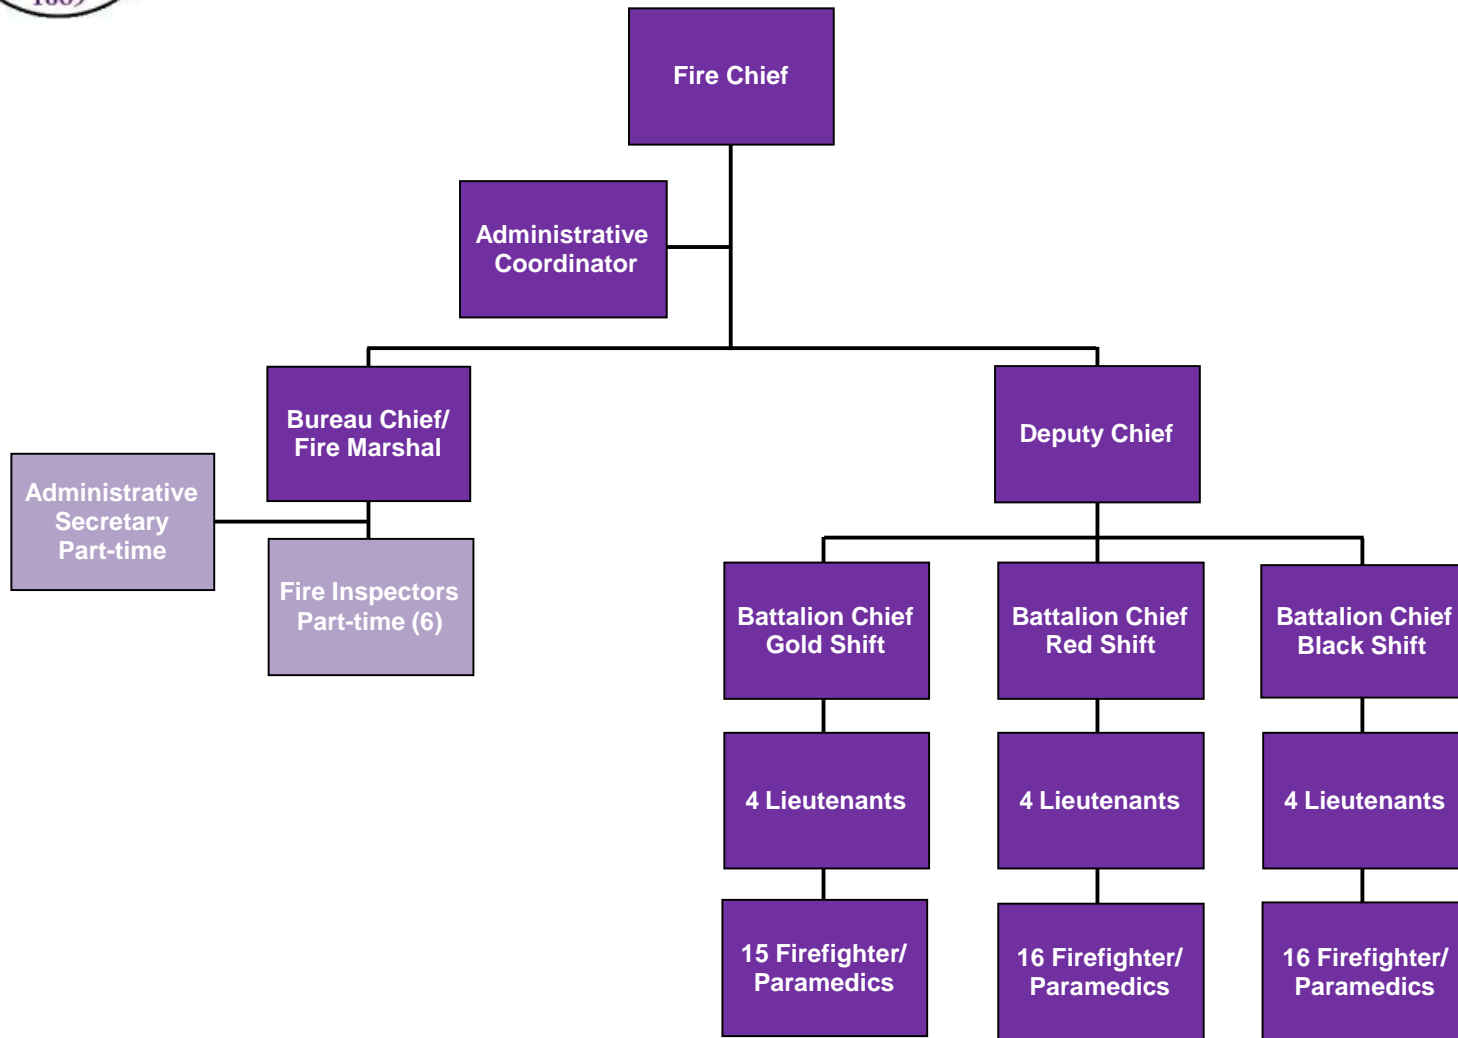 Fire Chief
Administrative
Coordinator
Bureau Chief/
Fire Marshal
Deputy Chief
Administrative
Secretary
Part-time
Fire Inspectors
Part-time (6)
Battalion Chief
Gold Shift
Battalion Chief
Red Shift
Battalion Chief
Black Shift
4 Lieutenants
4 Lieutenants
4 Lieutenants
15 Firefighter/
Paramedics
16 Firefighter/
Paramedics
16 Firefighter/
Paramedics